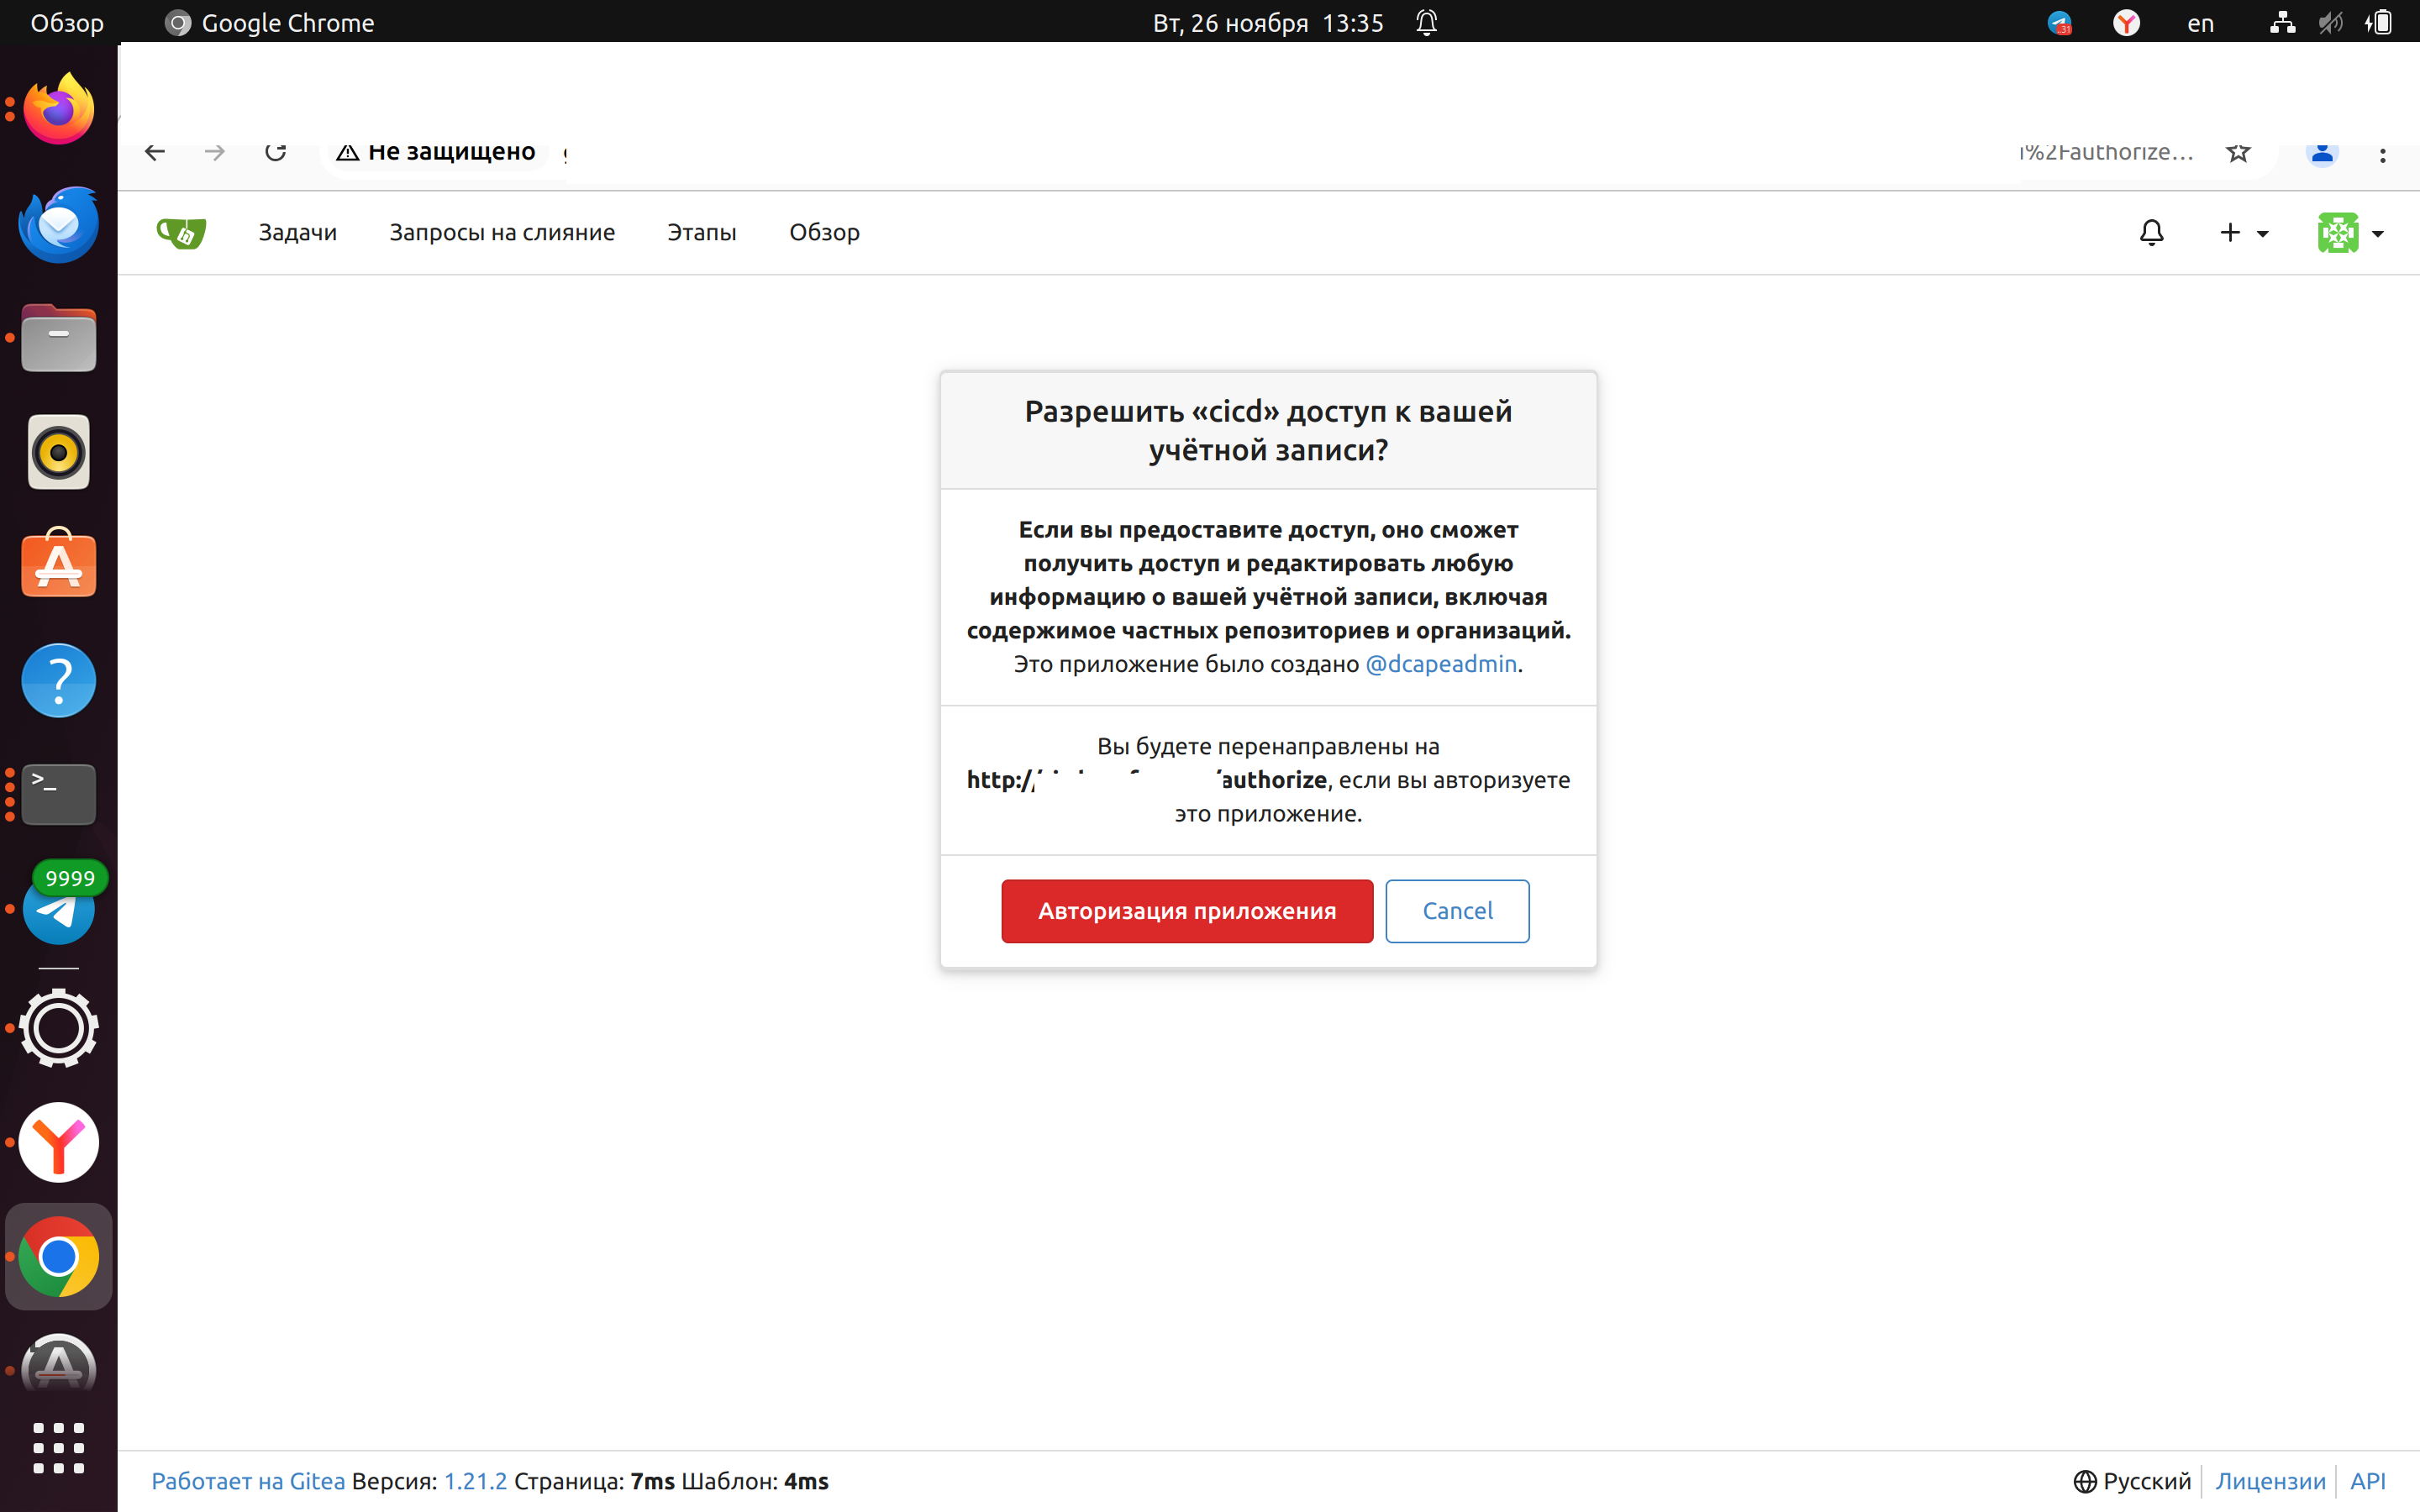 Обзор
Google Chrome
Вт, 26 ноября 13:35
en
Не защищено
%2Fauthorize...
Задачи
Запросы на слияние
Этапы
Обзор
Разрешить «cicd» доступ к вашей
учётной записи?
Если вы предоставите доступ, оно сможет
получить доступ и редактировать любую
информацию о вашей учётной записи, включая
содержимое частных репозиториев и организаций.
Это приложение было создано @dcapeadmin.
Вы будете перенаправлены на
http:// authorize, если вы авторизуете
это приложение.
Авторизация приложения
Cancel
9999
Работает на Gitea Версия: 1.21.2 Страница: 7ms Шаблон: 4ms
Русский
Лицензии
API